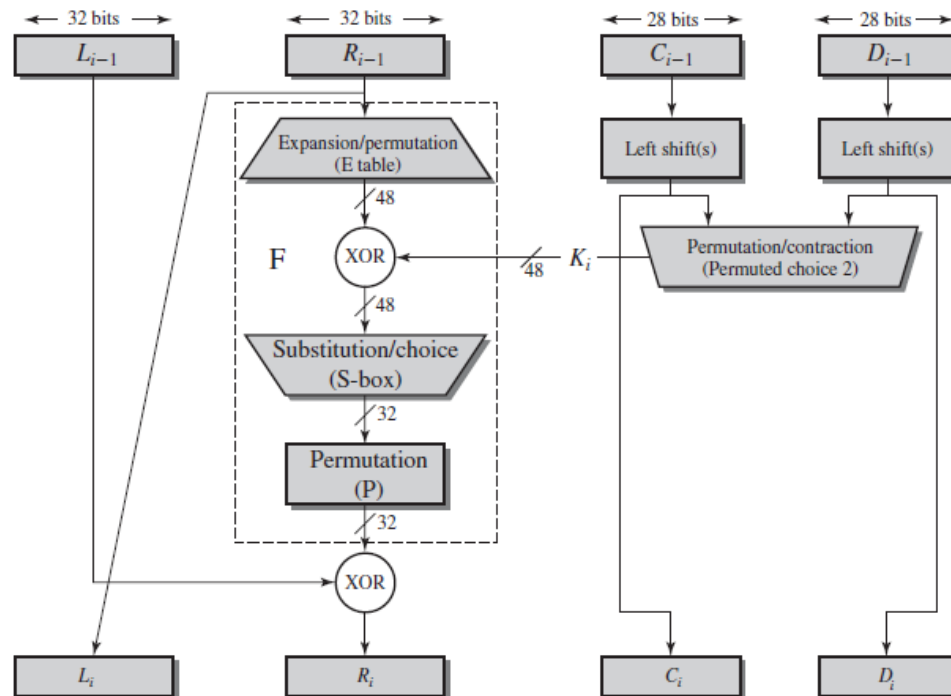 32 bits
32 bits
28 bits
28 bits
L_{i−1}
R_{i−1}
C_{i−1}
D_{i−1}
Expansion/permutation
(E table)
Left shift(s)
Left shift(s)
48
F
XOR
48
K_i
Permutation/contraction
(Permuted choice 2)
48
Substitution/choice
(S-box)
32
Permutation
(P)
32
XOR
L_i
R_i
C_i
D_i